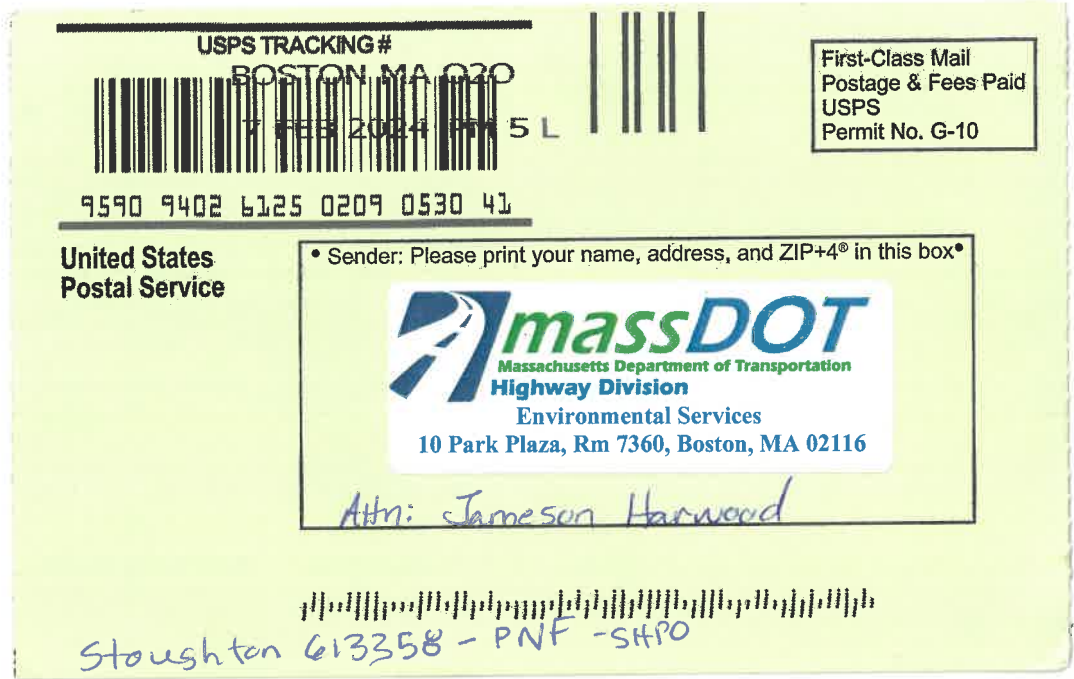 USPS TRACKING #
BOSTON MA 020
7 FEB 2024 PM 5 L
First-Class Mail
Postage & Fees Paid
USPS
Permit No. G-10
9590 9402 6125 0209 0530 41
United States
Postal Service
• Sender: Please print your name, address, and ZIP+4® in this box•
massDOT
Massachusetts Department of Transportation
Highway Division
Environmental Services
10 Park Plaza, Rm 7360, Boston, MA 02116
Attn: Jameson Harwood
Stoughton 613358 - PNF - SHPO